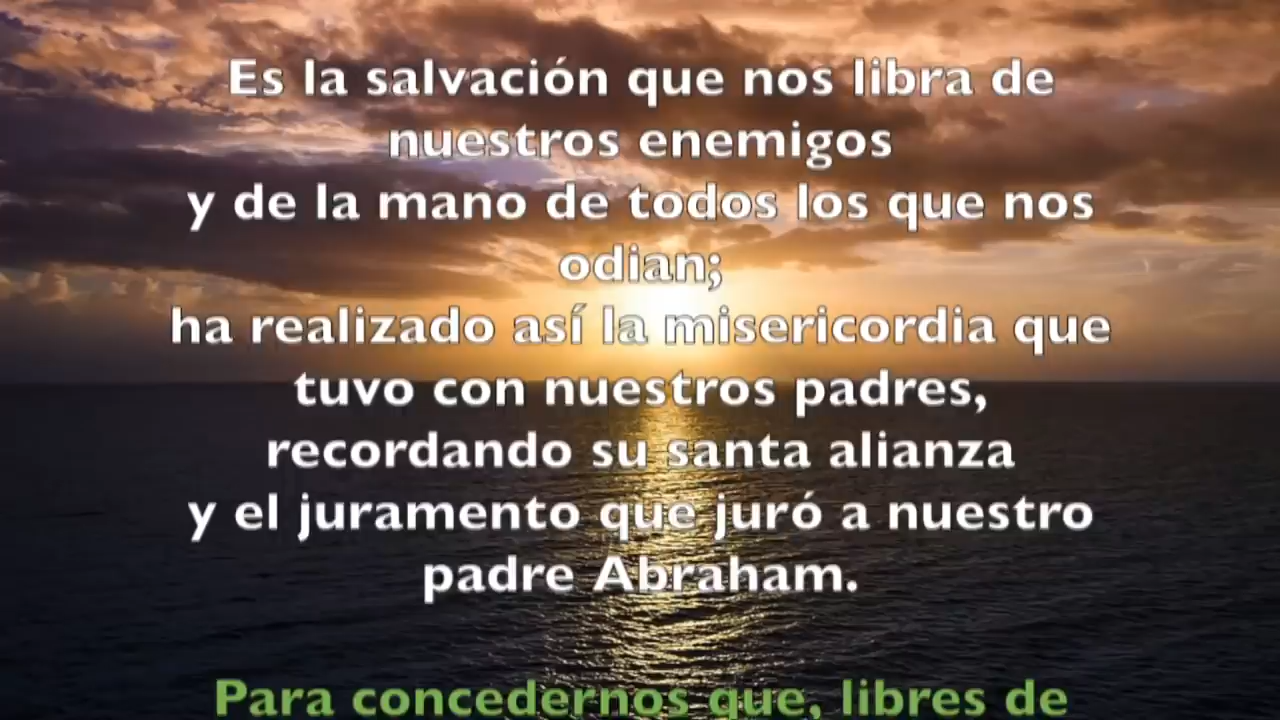 Es la salvación que nos libra de
nuestros enemigos
y de la mano de todos los que nos
odian;
ha realizado así la misericordia que
tuvo con nuestros padres,
recordando su santa alianza
y el juramento que juró a nuestro
padre Abraham.
Para concedernos que, libres de